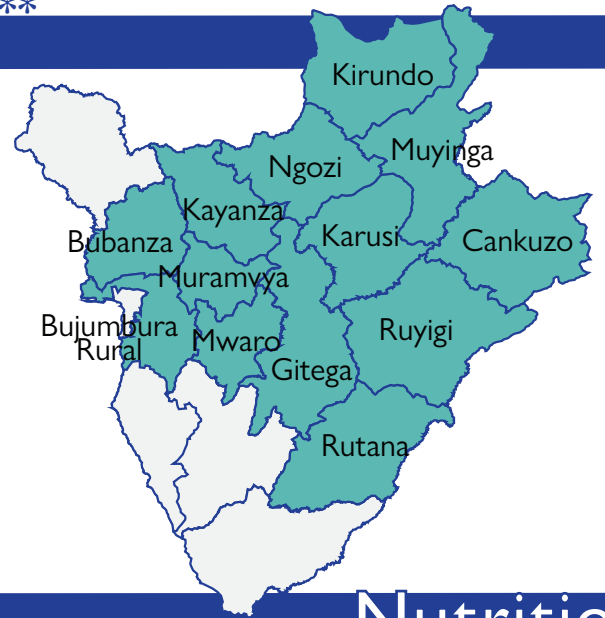 **
Kirundo
Muyinga
Ngozi
Kayanza
Karusi
Cankuzo
Bubanza
Muramvya
Bujumbura
Rural
Mwaro
Ruyigi
Gitega
Rutana